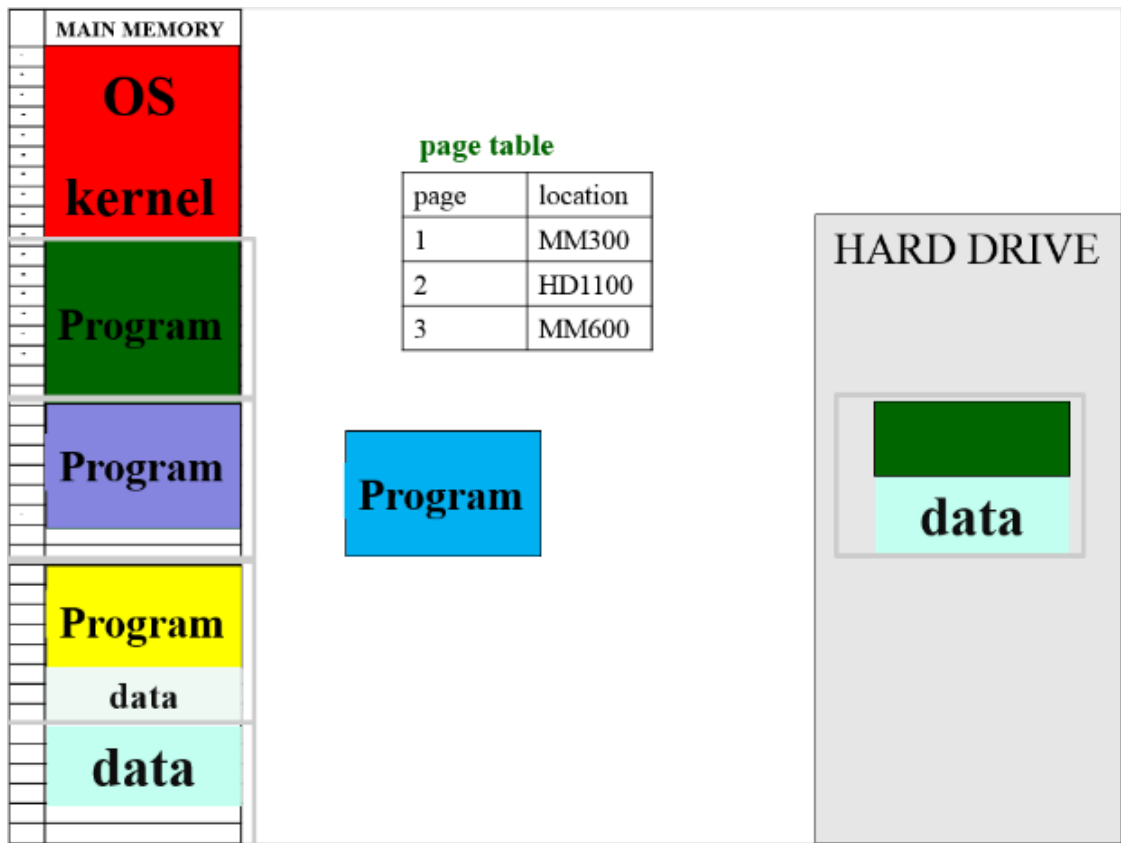 MAIN MEMORY
OS
kernel
Program
Program
Program
data
data
page table
page location
1 MM300
2 HD1100
3 MM600
Program
HARD DRIVE
data